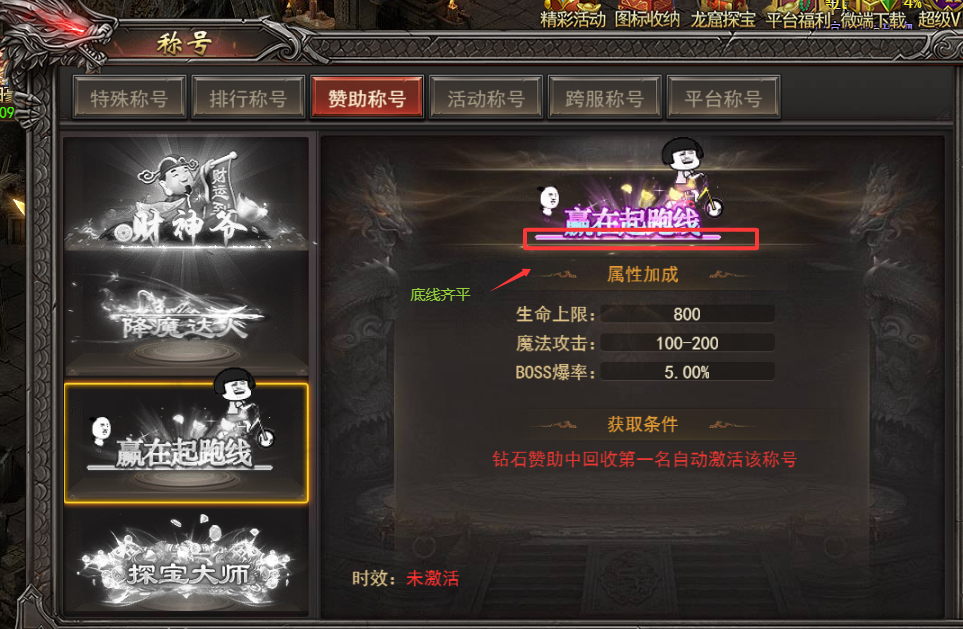 精彩活动 图标收纳 龙窟探宝 平台福利 微端下载 超级V
4%
称号
09
特殊称号 排行称号 赞助称号 活动称号 跨服称号 平台称号
财运
财神爷
降魔达人
赢在起跑线
探宝大师
赢在起跑线
底线齐平
属性加成
生命上限: 800
魔法攻击: 100-200
BOSS爆率: 5.00%
获取条件
钻石赞助中回收第一名自动激活该称号
时效: 未激活